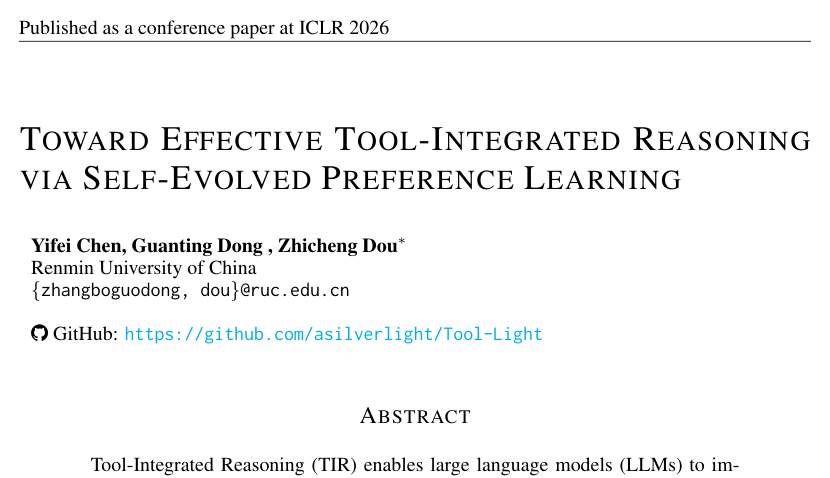 Published as a conference paper at ICLR 2026
TOWARD EFFECTIVE TOOL-INTEGRATED REASONING
VIA SELF-EVOLVED PREFERENCE LEARNING
Yifei Chen, Guanting Dong , Zhicheng Dou*
Renmin University of China
{zhangboguodong, dou}@ruc.edu.cn
GitHub: https://github.com/asilverlight/Tool-Light
ABSTRACT
Tool-Integrated Reasoning (TIR) enables large language models (LLMs) to im-